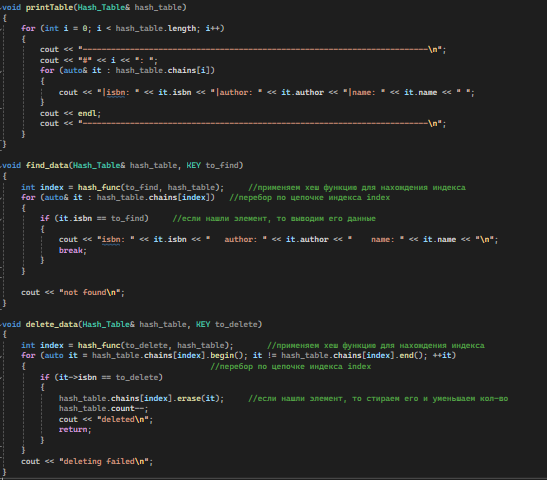 void printTable(Hash_Table& hash_table)
{
for (int i = 0; i < hash_table.length; i++)
{
cout << "-------------------------------------------------------------------------\n";
cout << "#" << i << ": ";
for (auto& it : hash_table.chains[i])
{
cout << "|isbn: " << it.isbn << "|author: " << it.author << "|name: " << it.name << " ";
}
cout << endl;
cout << "-------------------------------------------------------------------------\n";
}
}
void find_data(Hash_Table& hash_table, KEY to_find)
{
int index = hash_func(to_find, hash_table); //применяем хеш функцию для нахождения индекса
for (auto& it : hash_table.chains[index]) //перебор по цепочке индекса index
{
if (it.isbn == to_find) //если нашли элемент, то выводим его данные
{
cout << "isbn: " << it.isbn << "   author: " << it.author << "    name: " << it.name << "\n";
break;
}
}
cout << "not found\n";
}
void delete_data(Hash_Table& hash_table, KEY to_delete)
{
int index = hash_func(to_delete, hash_table); //применяем хеш функцию для нахождения индекса
for (auto it = hash_table.chains[index].begin(); it != hash_table.chains[index].end(); ++it)
{ //перебор по цепочке индекса index
if (it->isbn == to_delete)
{
hash_table.chains[index].erase(it); //если нашли элемент, то стираем его и уменьшаем кол-во
hash_table.count--;
cout << "deleted\n";
return;
}
}
cout << "deleting failed\n";
}